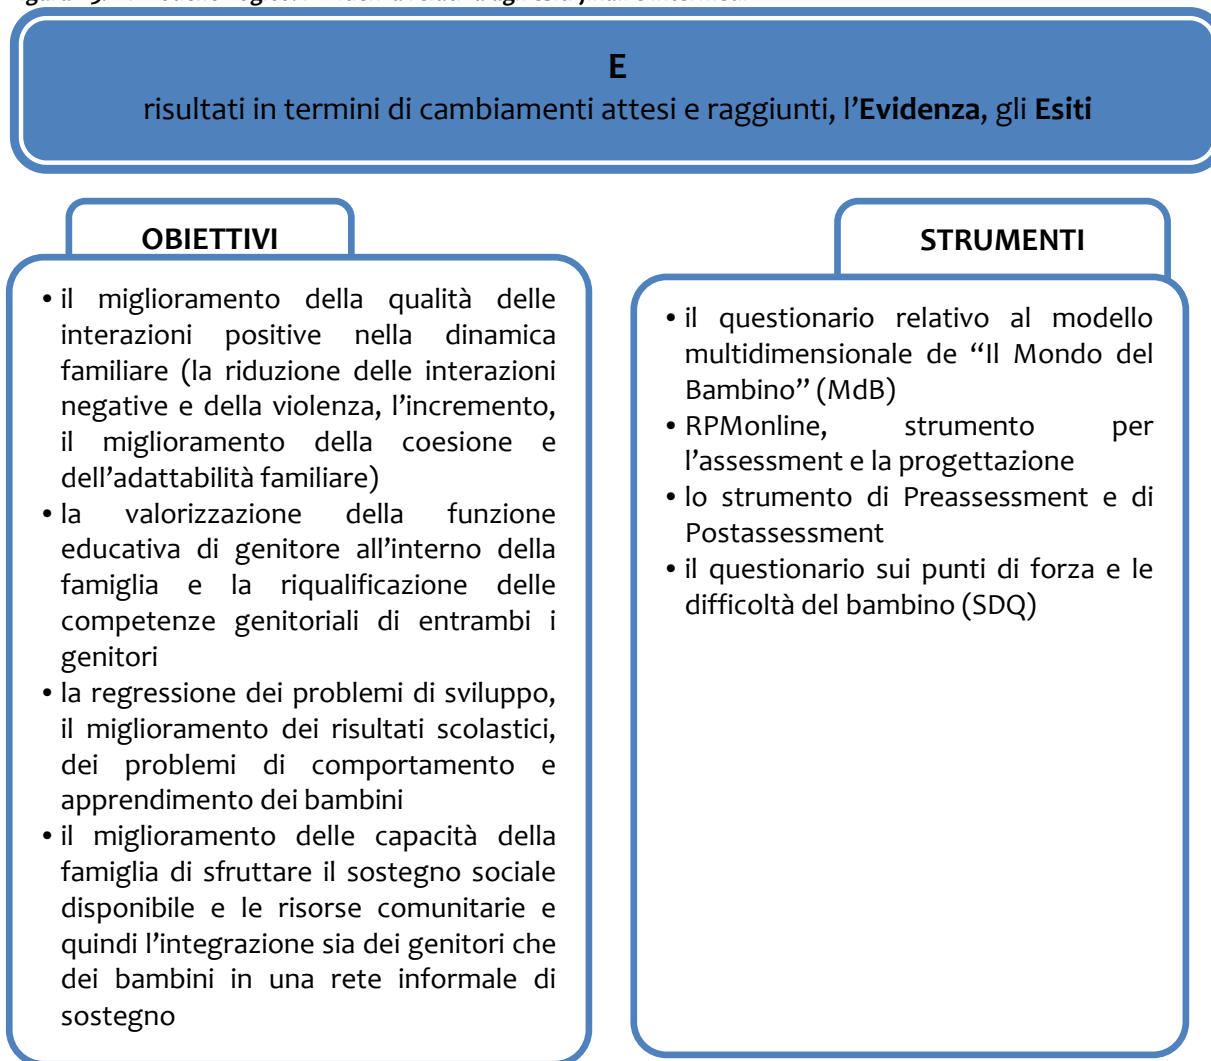 E
risultati in termini di cambiamenti attesi e raggiunti, l’Evidenza, gli Esiti
OBIETTIVI
• il miglioramento della qualità delle
interazioni positive nella dinamica
familiare (la riduzione delle interazioni
negative e della violenza, l’incremento,
il miglioramento della coesione e
dell’adattabilità familiare)
• la valorizzazione della funzione
educativa di genitore all’interno della
famiglia e la riqualificazione delle
competenze genitoriali di entrambi i
genitori
• la regressione dei problemi di sviluppo,
il miglioramento dei risultati scolastici,
dei problemi di comportamento e
apprendimento dei bambini
• il miglioramento delle capacità della
famiglia di sfruttare il sostegno sociale
disponibile e le risorse comunitarie e
quindi l’integrazione sia dei genitori che
dei bambini in una rete informale di
sostegno
STRUMENTI
• il questionario relativo al modello
multidimensionale de “Il Mondo del
Bambino” (MdB)
• RPMonline, strumento per
l’assessment e la progettazione
• lo strumento di Preassessment e di
Postassessment
• il questionario sui punti di forza e le
difficoltà del bambino (SDQ)